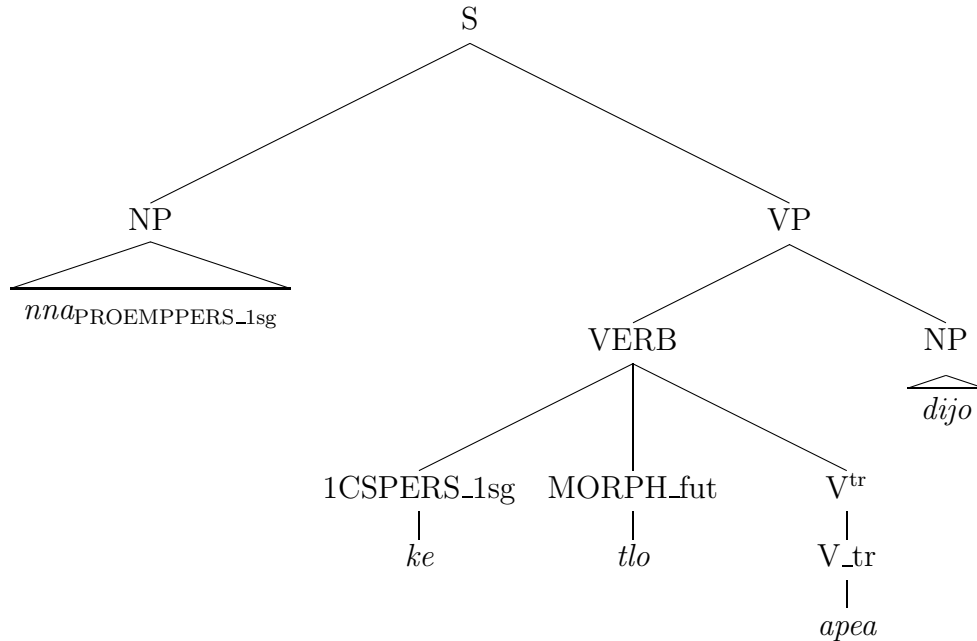 S
NP VP
nnaPROEMPPERS_1sg
VERB NP
dijo
1CSPERS_1sg MORPH_fut Vtr
ke tlo V_tr
apea